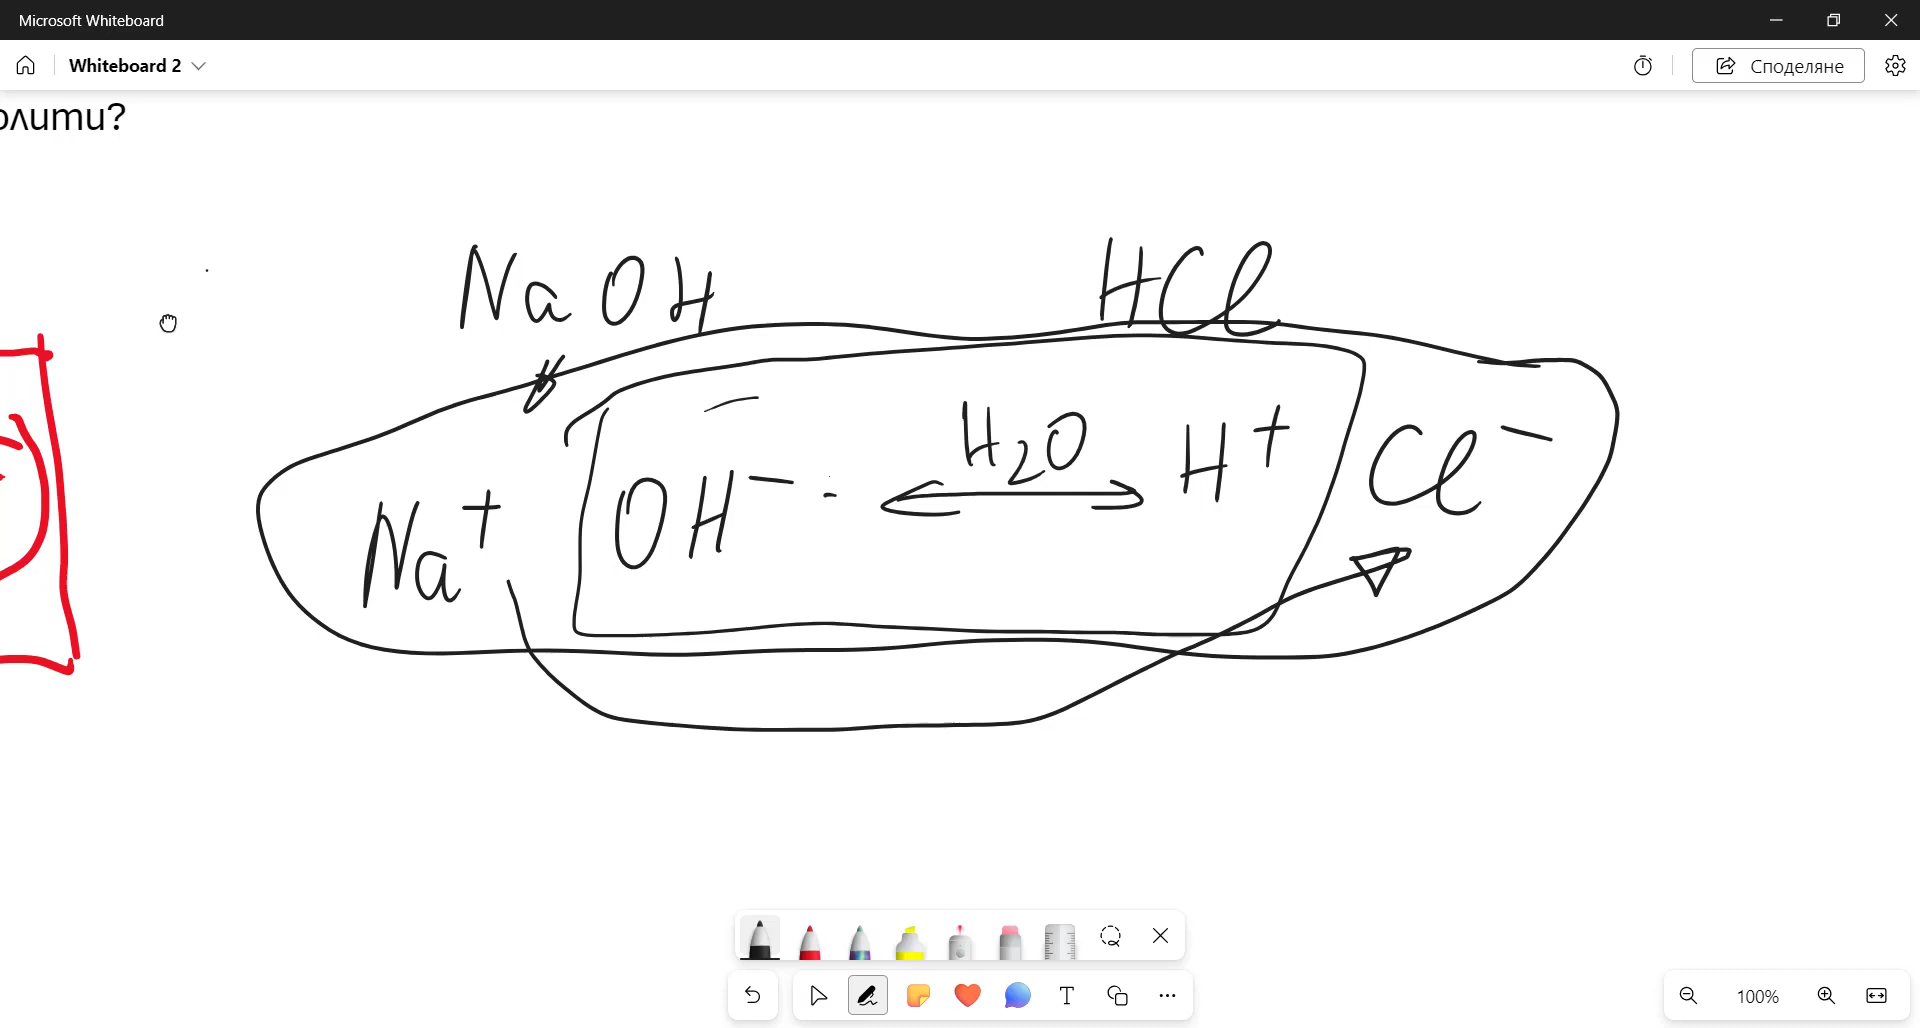 Microsoft Whiteboard
Whiteboard 2
Споделяне
олити?
NaOH HCl
H₂O
Na⁺ OH⁻ H⁺ Cl⁻
100%